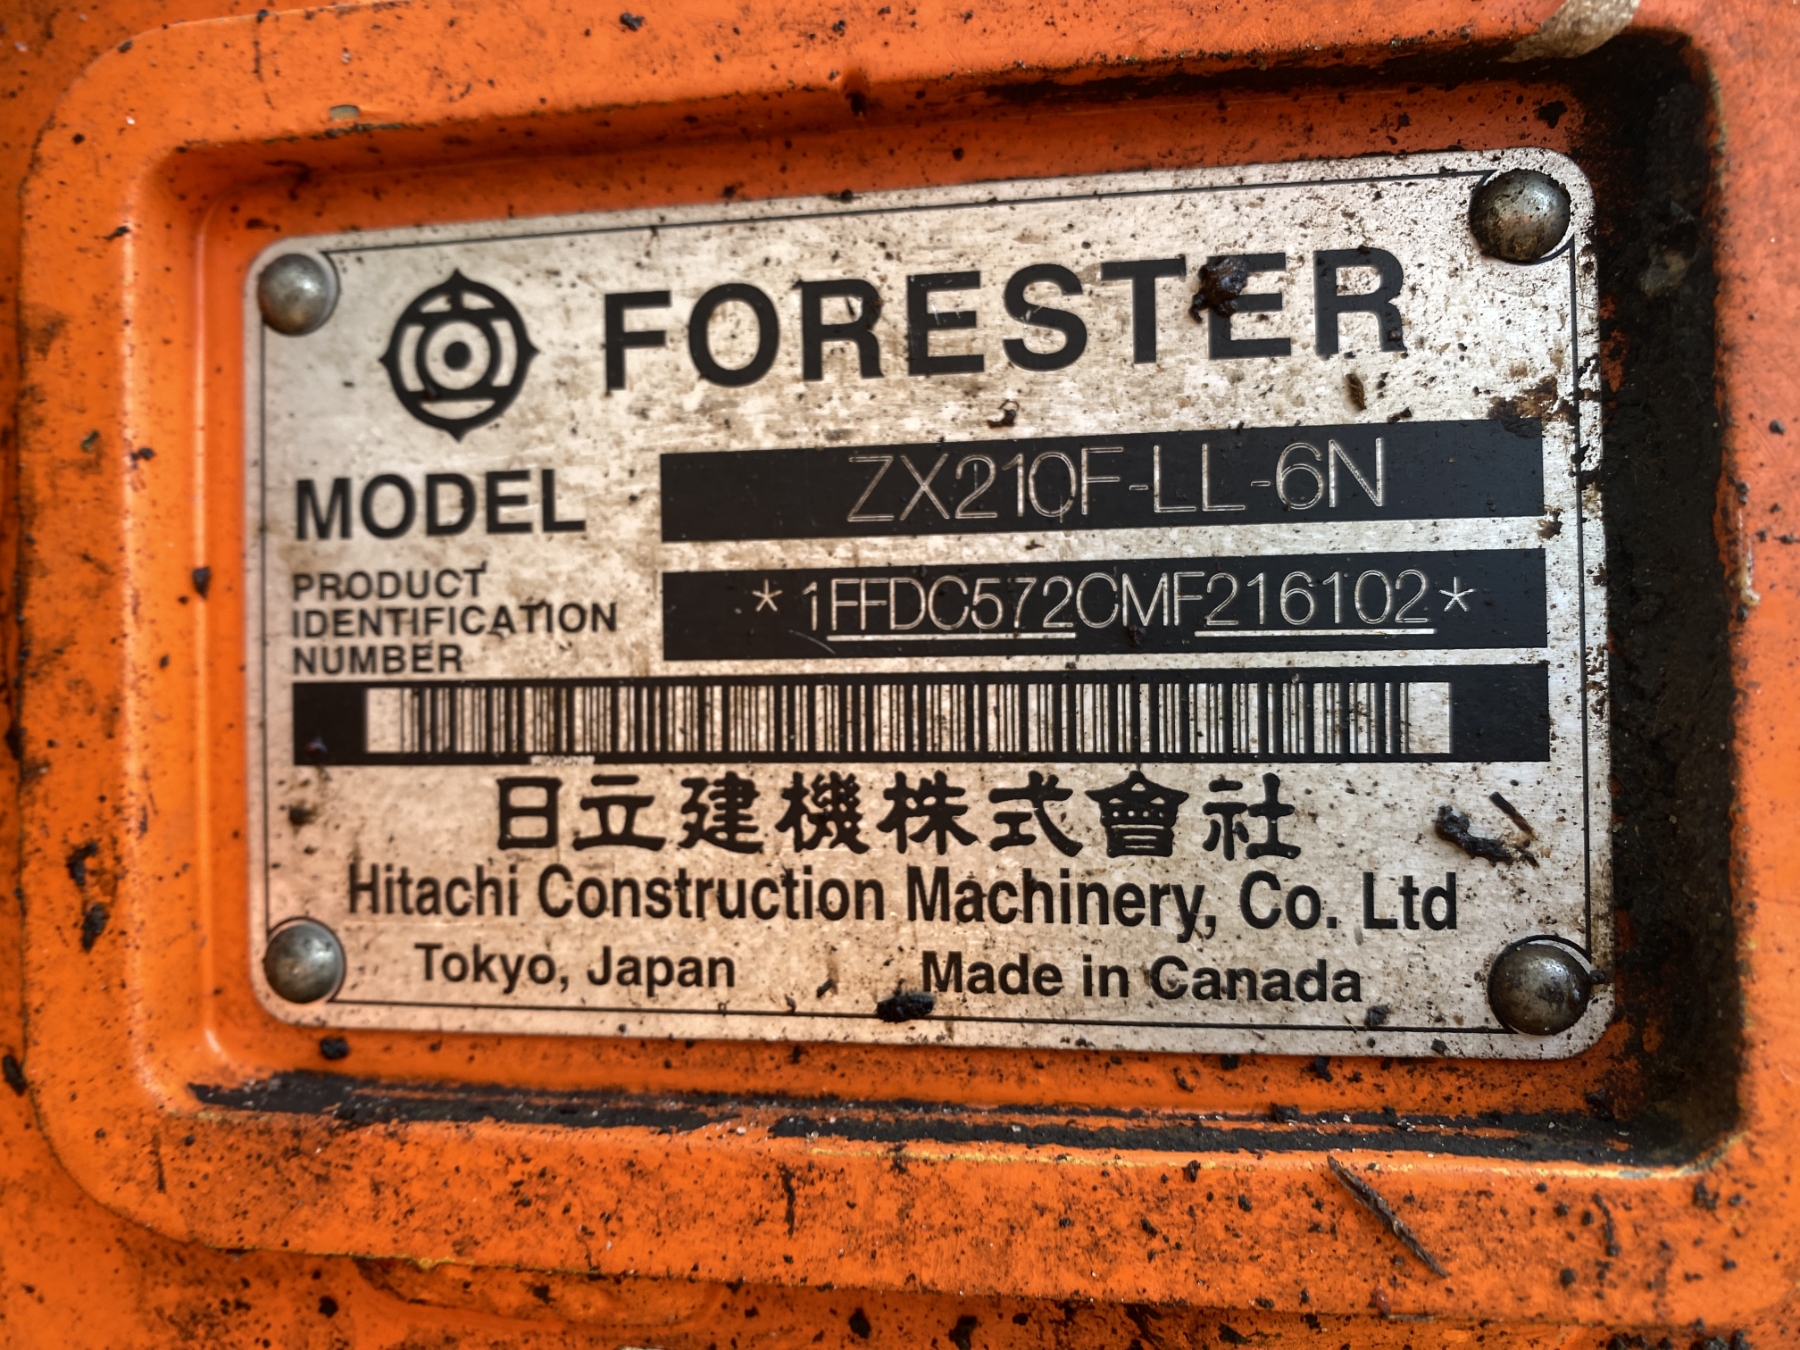 FORESTER
MODEL ZX210F-LL-6N
PRODUCT
IDENTIFICATION
NUMBER
*1FFDC572CMF216102*
日立建機株式會社
Hitachi Construction Machinery, Co. Ltd
Tokyo, Japan Made in Canada